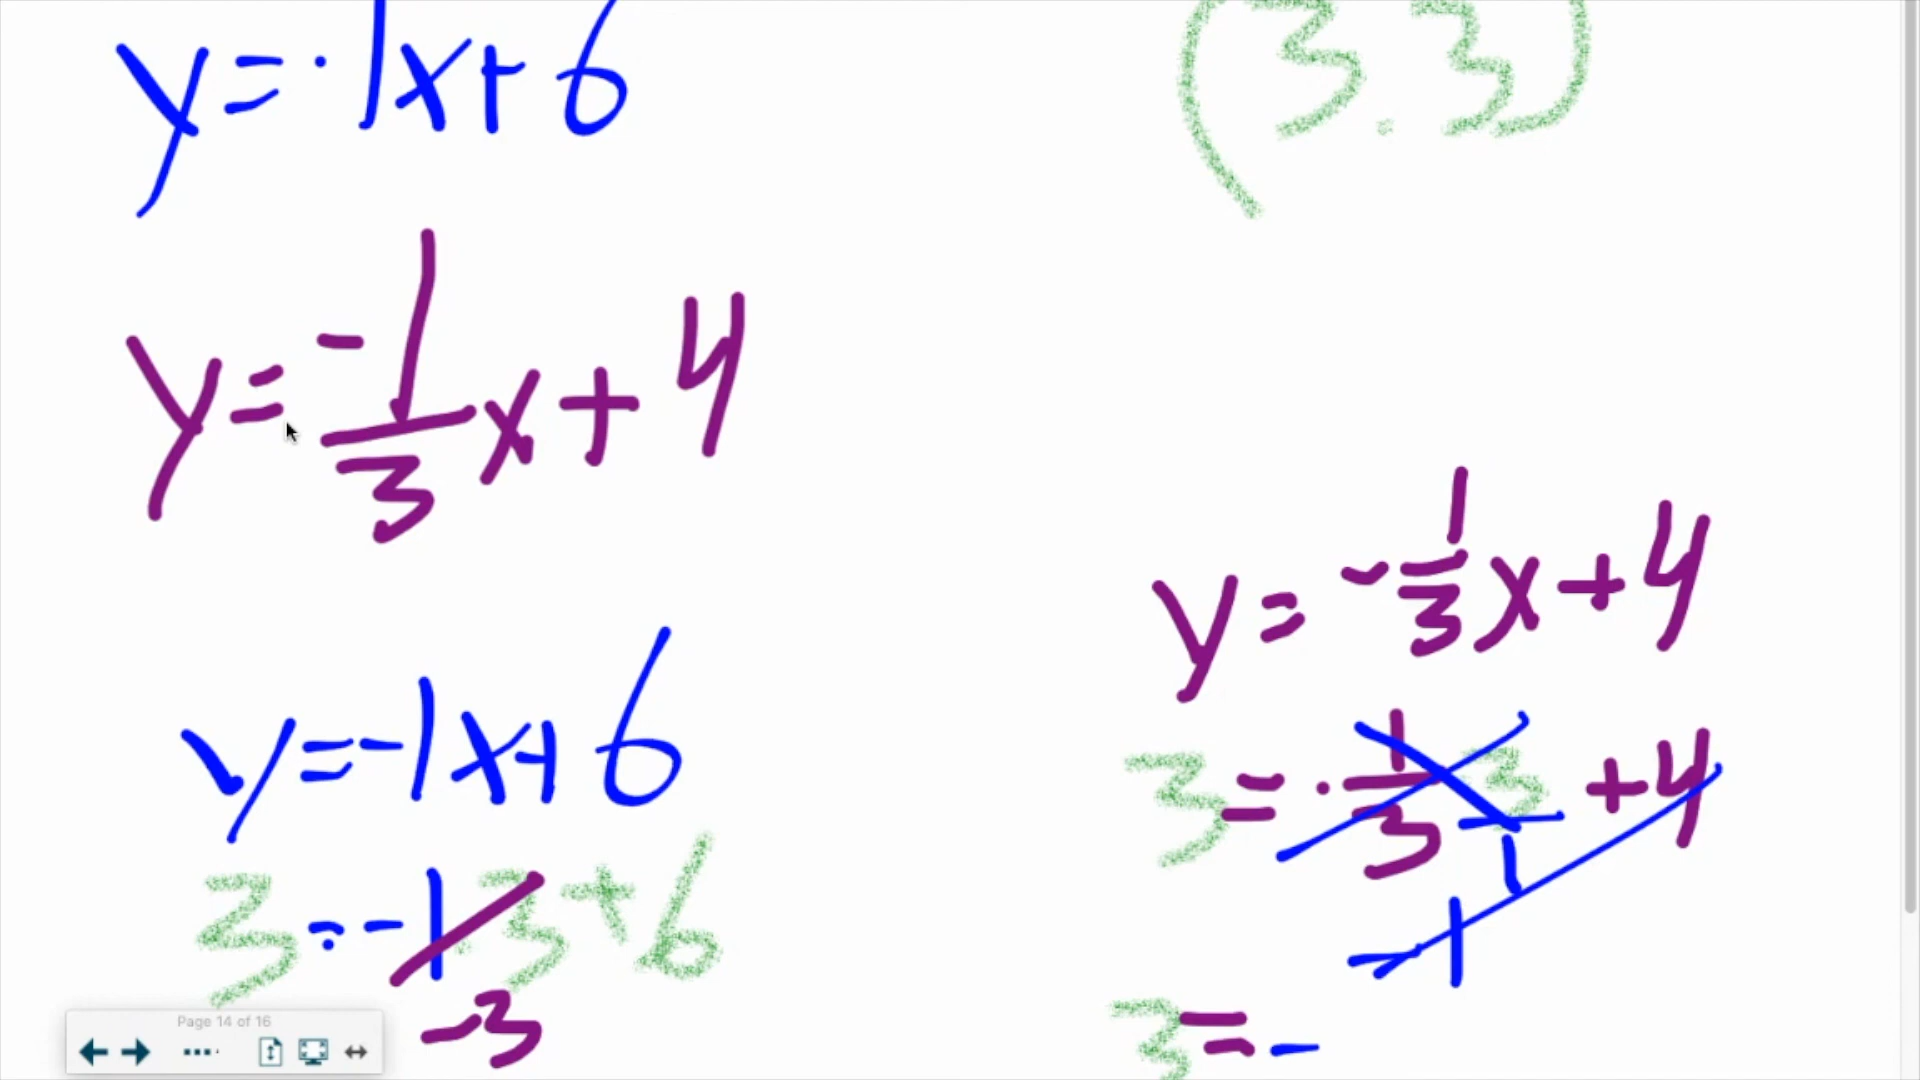 y=-1x+6
(3,3)
y=-1/3x+4
y=-1/3x+4
y=-1x+6
3=-1/3·3/1+4
3=-1·3+6
-1
-3
3=-
Page 14 of 16